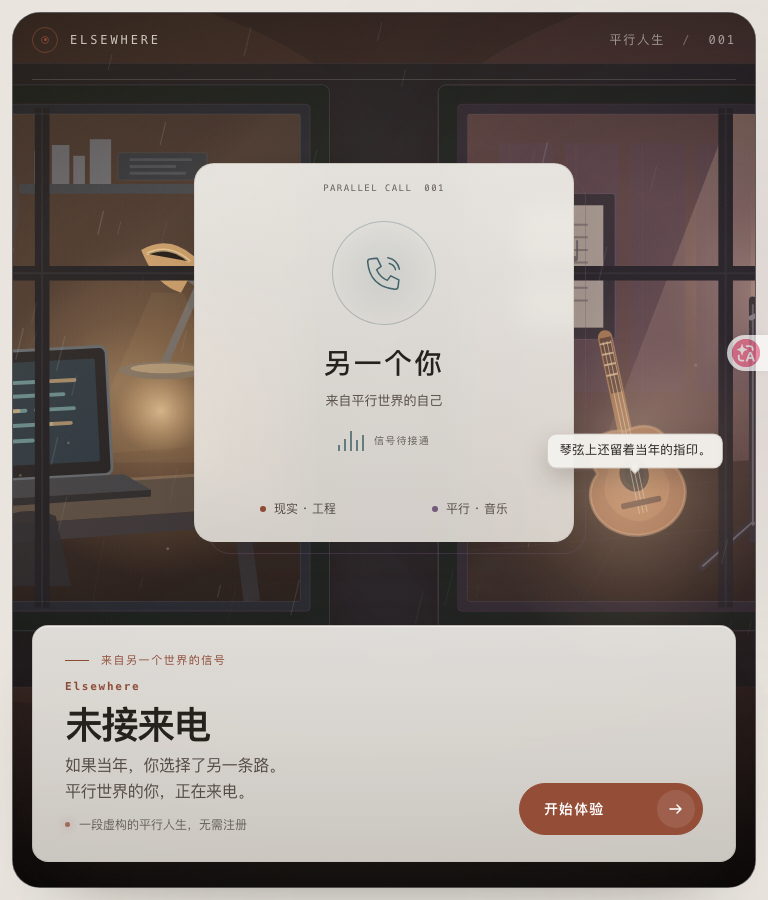 ELSEWHERE
平行人生 / 001
PARALLEL CALL 001
另一个你
来自平行世界的自己
信号待接通
琴弦上还留着当年的指印。
现实 · 工程
平行 · 音乐
来自另一个世界的信号
Elsewhere
未接来电
如果当年，你选择了另一条路。
平行世界的你，正在来电。
一段虚构的平行人生，无需注册
开始体验